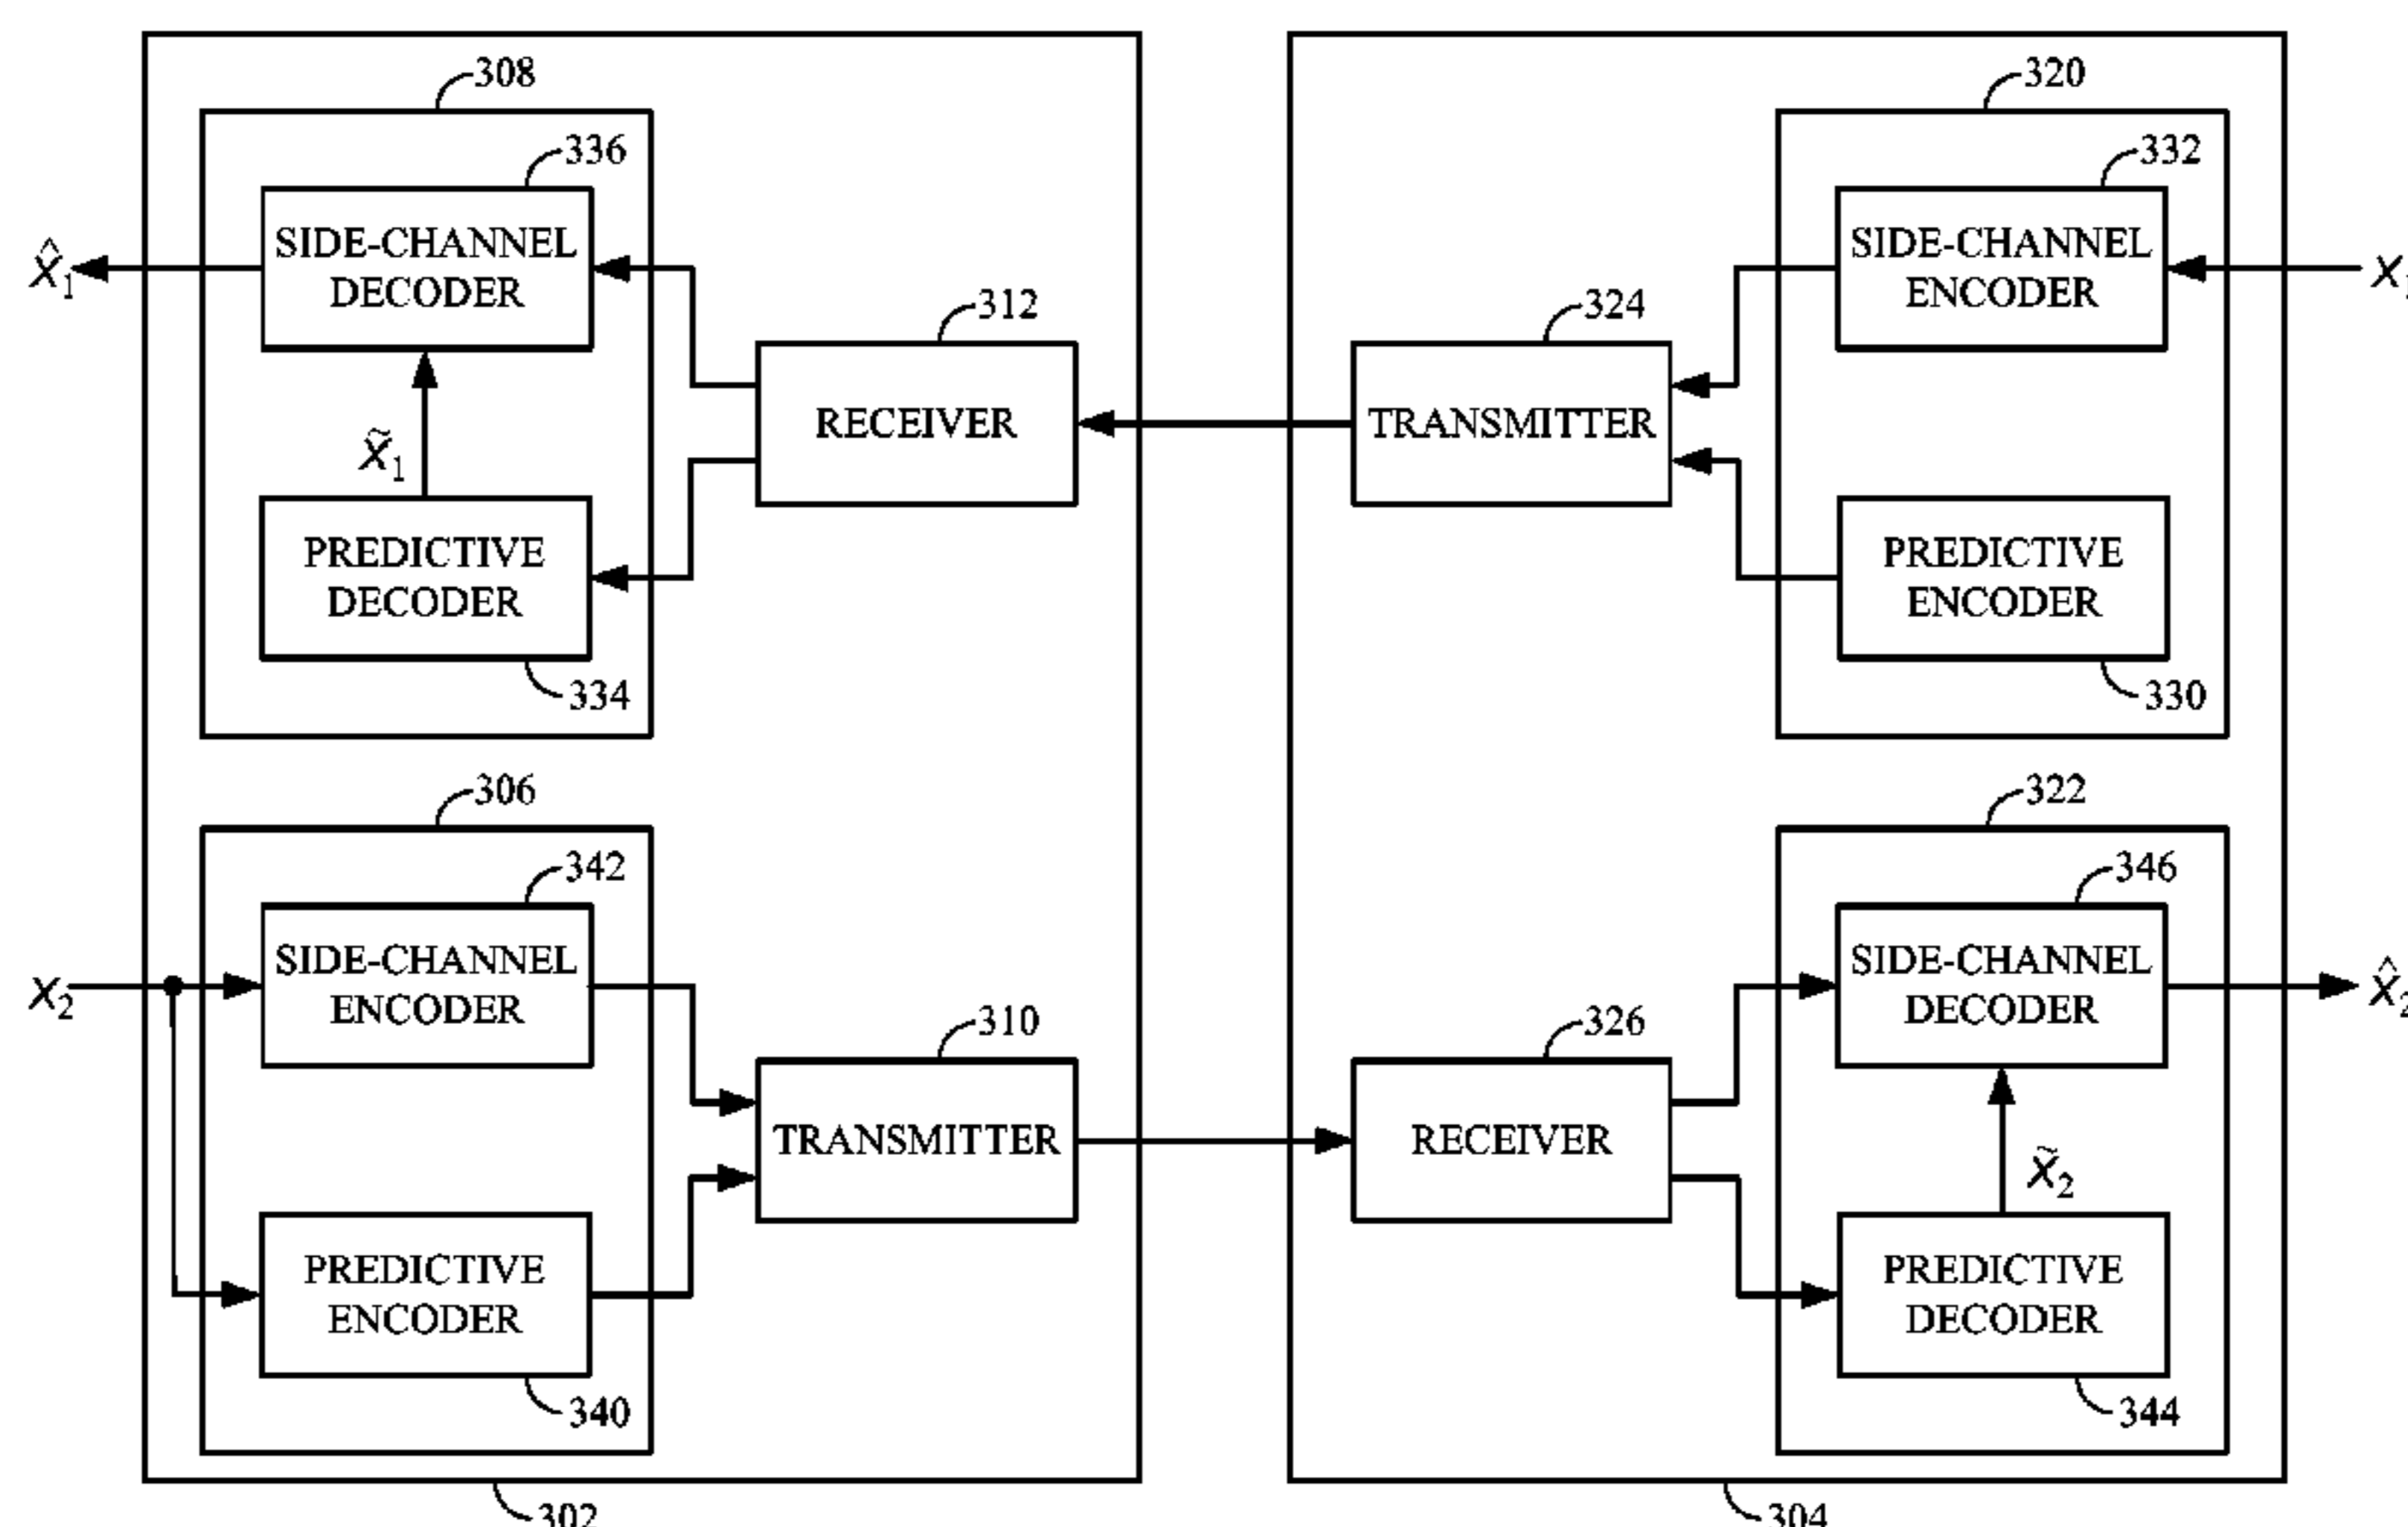 308
320
336
332
X̂1
SIDE-CHANNEL
DECODER
SIDE-CHANNEL
ENCODER
X1
312
324
RECEIVER
TRANSMITTER
X̃1
PREDICTIVE
DECODER
PREDICTIVE
ENCODER
334
330
306
322
342
346
X2
SIDE-CHANNEL
ENCODER
SIDE-CHANNEL
DECODER
X̂2
310
326
TRANSMITTER
RECEIVER
X̃2
PREDICTIVE
ENCODER
PREDICTIVE
DECODER
340
344
302
304